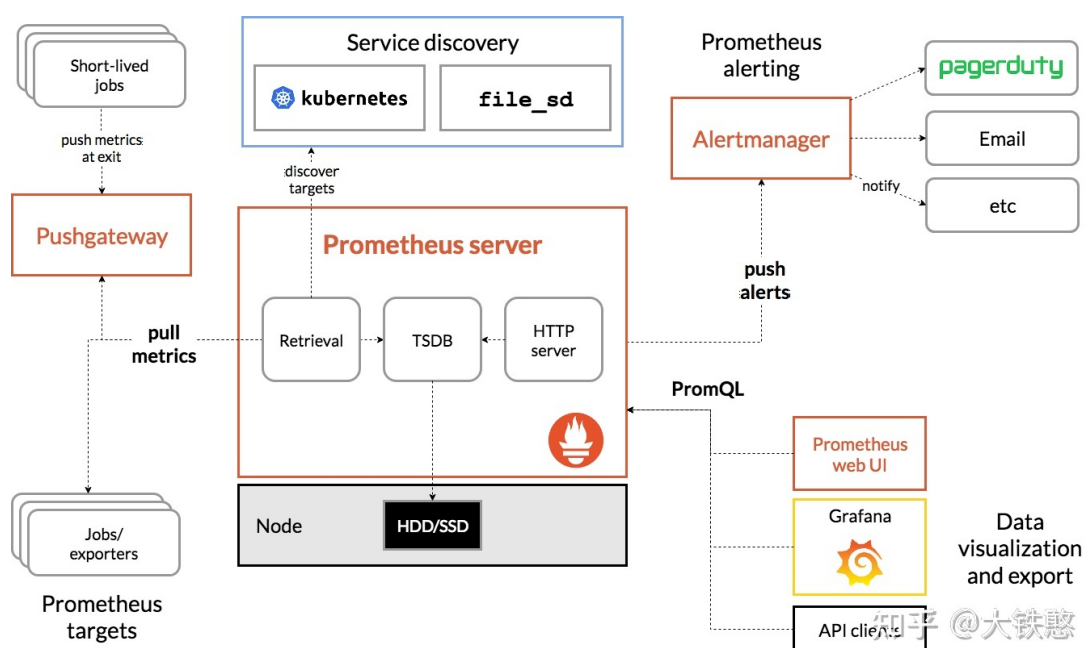 Short-lived
jobs
push metrics
at exit
Pushgateway
pull
metrics
Jobs/
exporters
Prometheus
targets
Service discovery
kubernetes
file_sd
discover
targets
Prometheus server
Retrieval
TSDB
HTTP
server
Node
HDD/SSD
Prometheus
alerting
Alertmanager
pagerduty
Email
etc
notify
push
alerts
PromQL
Prometheus
web UI
Grafana
API clients
Data
visualization
and export
知乎 @大铁憨